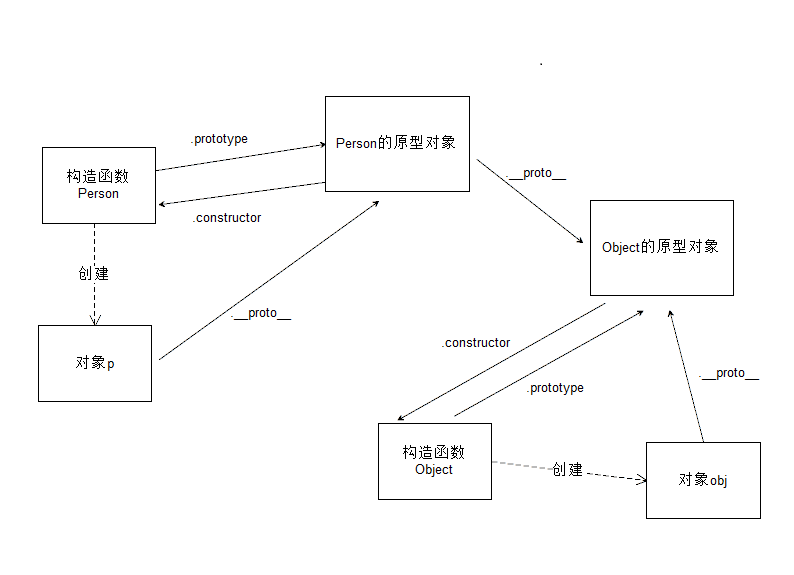 .prototype
Person的原型对象
构造函数
Person
.__proto__
.constructor
Object的原型对象
创建
.__proto__
对象p
.constructor
.__proto__
.prototype
构造函数
Object
创建
对象obj